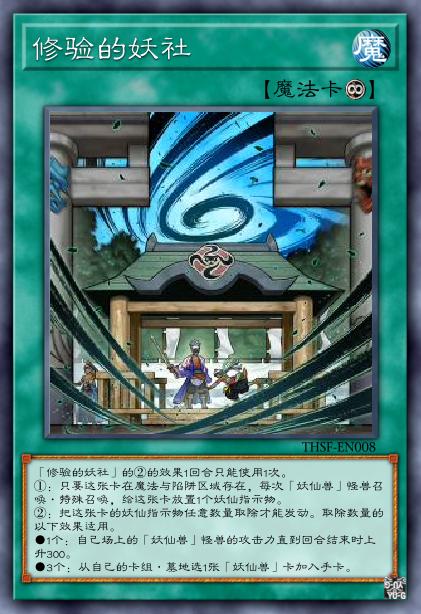 修验的妖社
魔
【魔法卡♾】
THSF-EN008
「修验的妖社」的②的效果1回合只能使用1次。
①：只要这张卡在魔法与陷阱区域存在，每次「妖仙兽」怪兽召
唤·特殊召唤，给这张卡放置1个妖仙指示物。
②：把这张卡的妖仙指示物任意数量取除才能发动。取除数量的
以下效果适用。
●1个：自己场上的「妖仙兽」怪兽的攻击力直到回合结束时上
升300。
●3个：从自己的卡组·墓地选1张「妖仙兽」卡加入手卡。